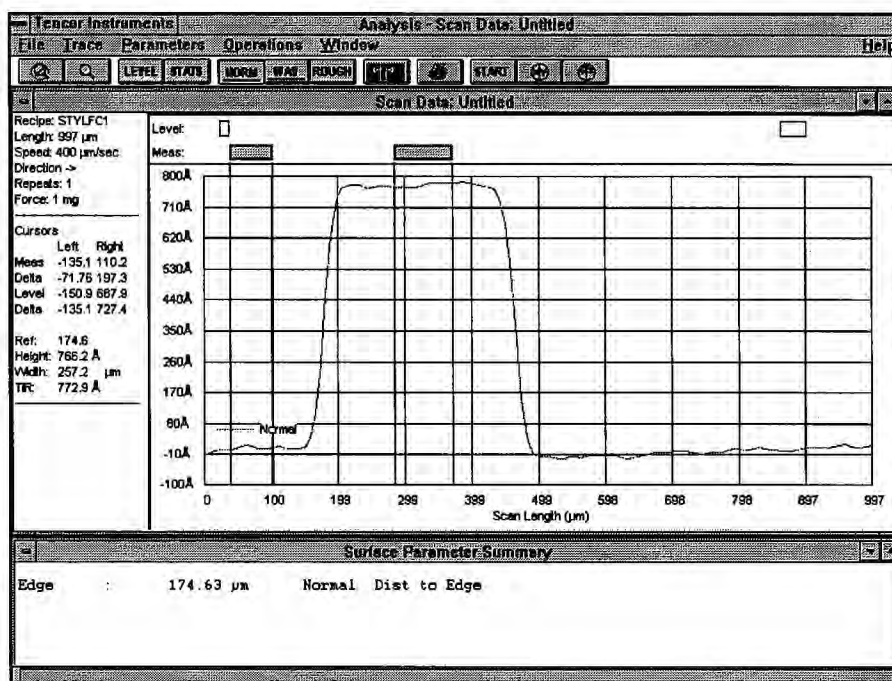 Tencor Instruments Analysis - Scan Data: Untitled
File Trace Parameters Operations Window Help
LEVEL STATS NORM WAV ROUGH START
Scan Data: Untitled
Recipe: STYLFC1
Length: 997 µm
Speed: 400 µm/sec
Direction ->
Repeats: 1
Force: 1 mg
Cursors
Left Right
Meas -135.1 110.2
Delta -71.76 197.3
Level -150.9 687.9
Delta -135.1 727.4
Ref: 174.6
Height: 766.2 Å
Width: 257.2 µm
TIR: 772.9 Å
Level:
Meas:
800Å
710Å
620Å
530Å
440Å
350Å
260Å
170Å
80Å
-10Å
-100Å
Normal
0 100 199 299 399 498 598 698 798 897 997
Scan Length (µm)
Surface Parameter Summary
Edge : 174.63 µm Normal Dist to Edge